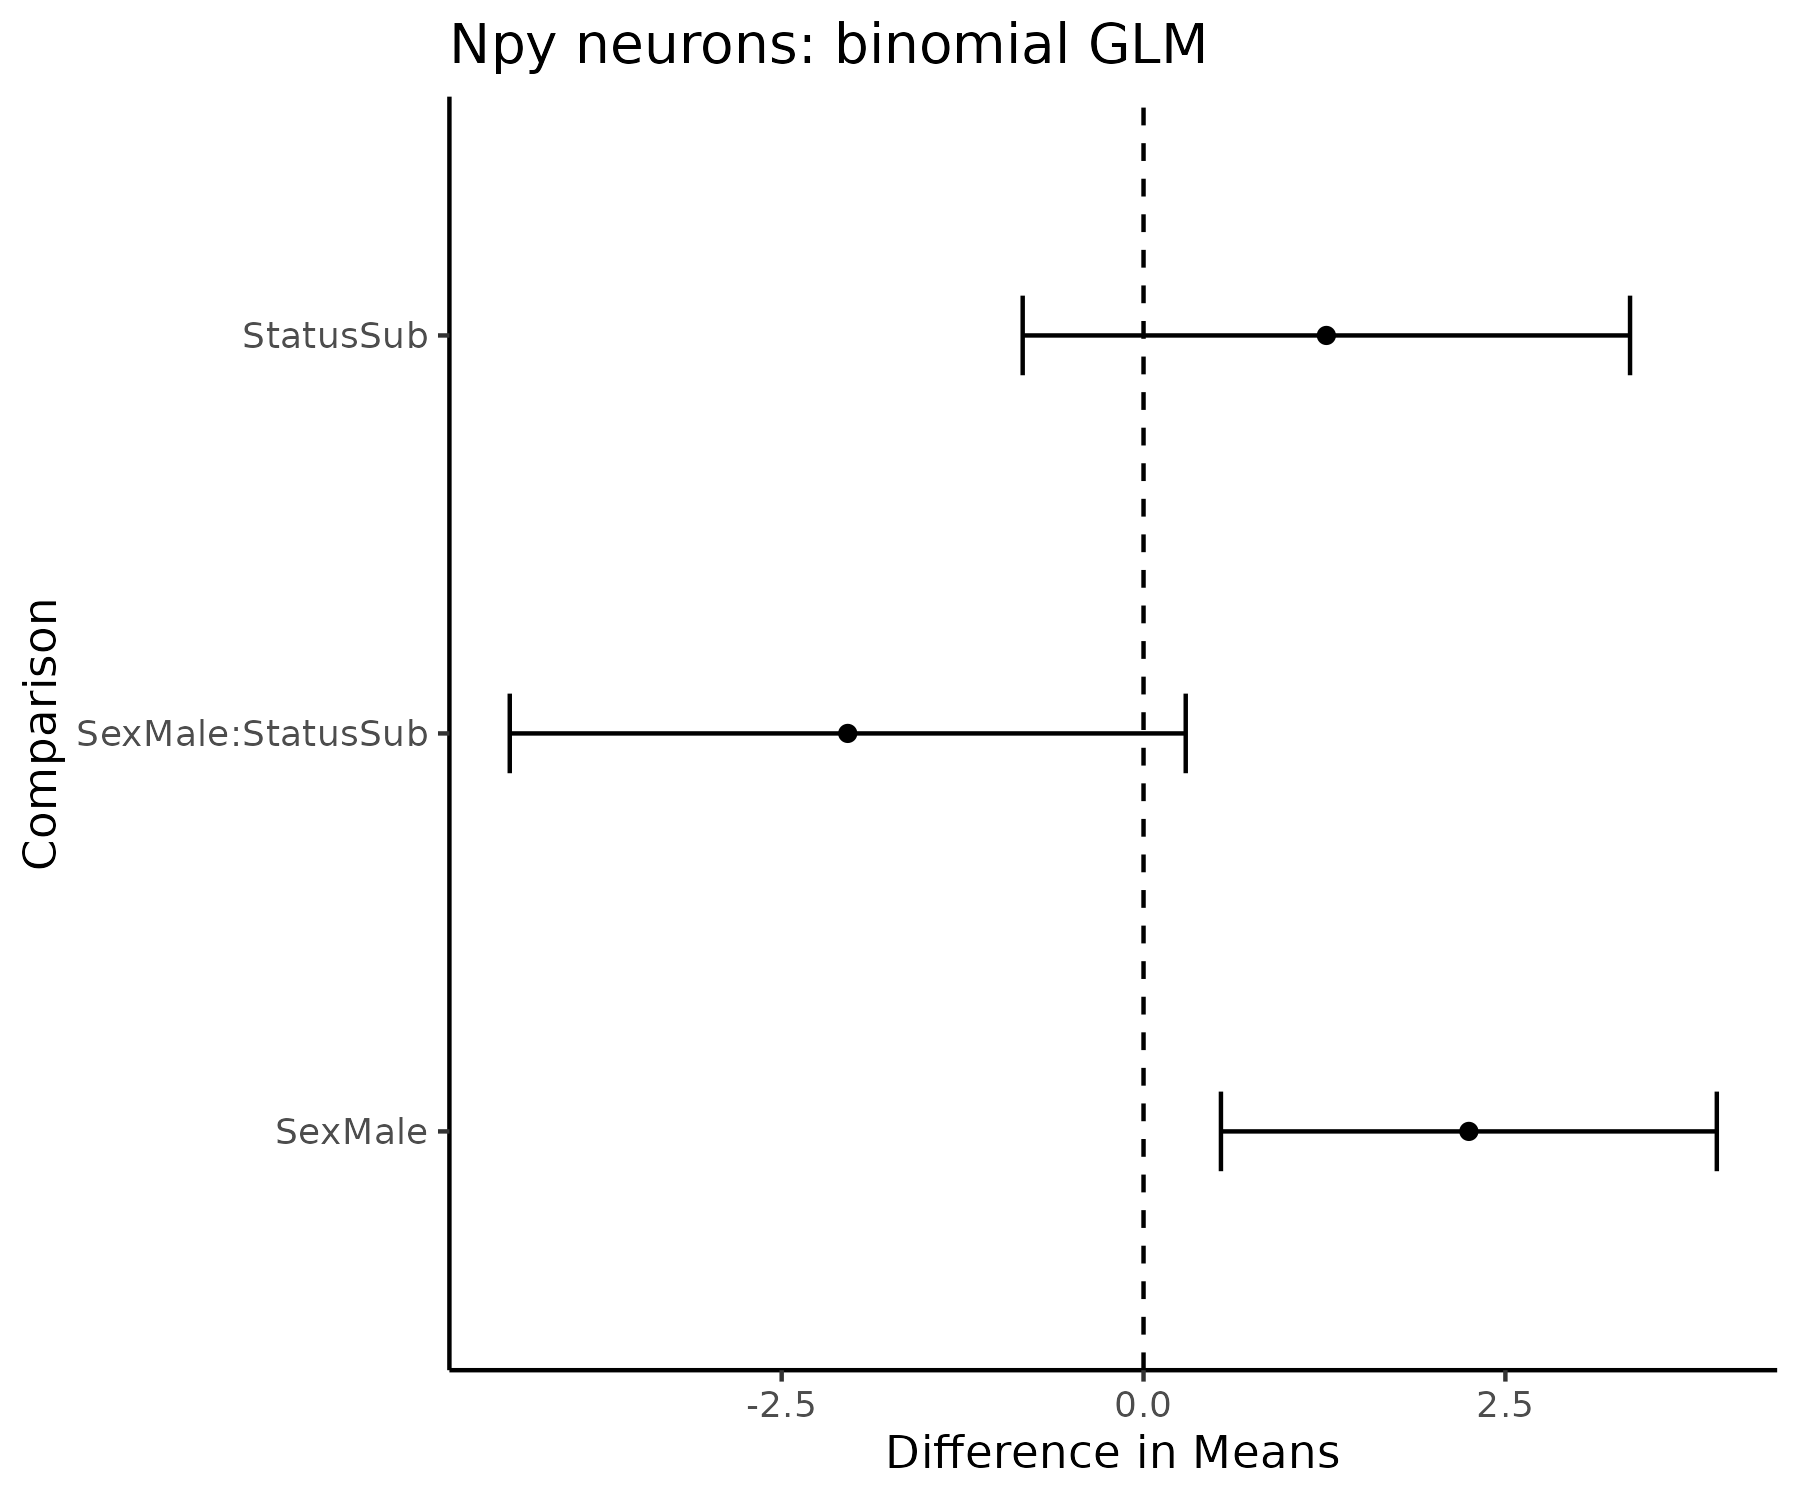 Npy neurons: binomial GLM
Comparison
StatusSub
SexMale:StatusSub
SexMale
-2.5
0.0
2.5
Difference in Means